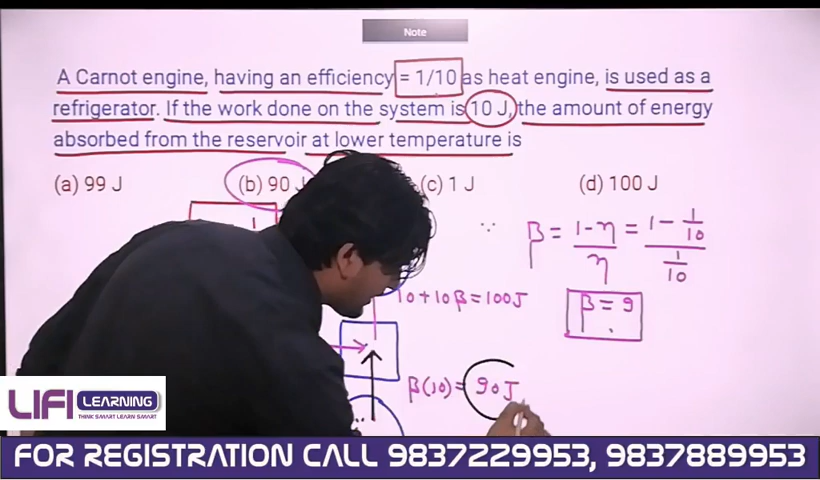 Note
A Carnot engine, having an efficiency = 1/10 as heat engine, is used as a
refrigerator. If the work done on the system is 10 J, the amount of energy
absorbed from the reservoir at lower temperature is
(a) 99 J (b) 90 J (c) 1 J (d) 100 J
∵ β = 1-η/η = 1-1/10/1/10
10+10β=100J
β=9
β(10)=90J
LIFI LEARNING
THINK SMART LEARN SMART
FOR REGISTRATION CALL 9837229953, 9837889953